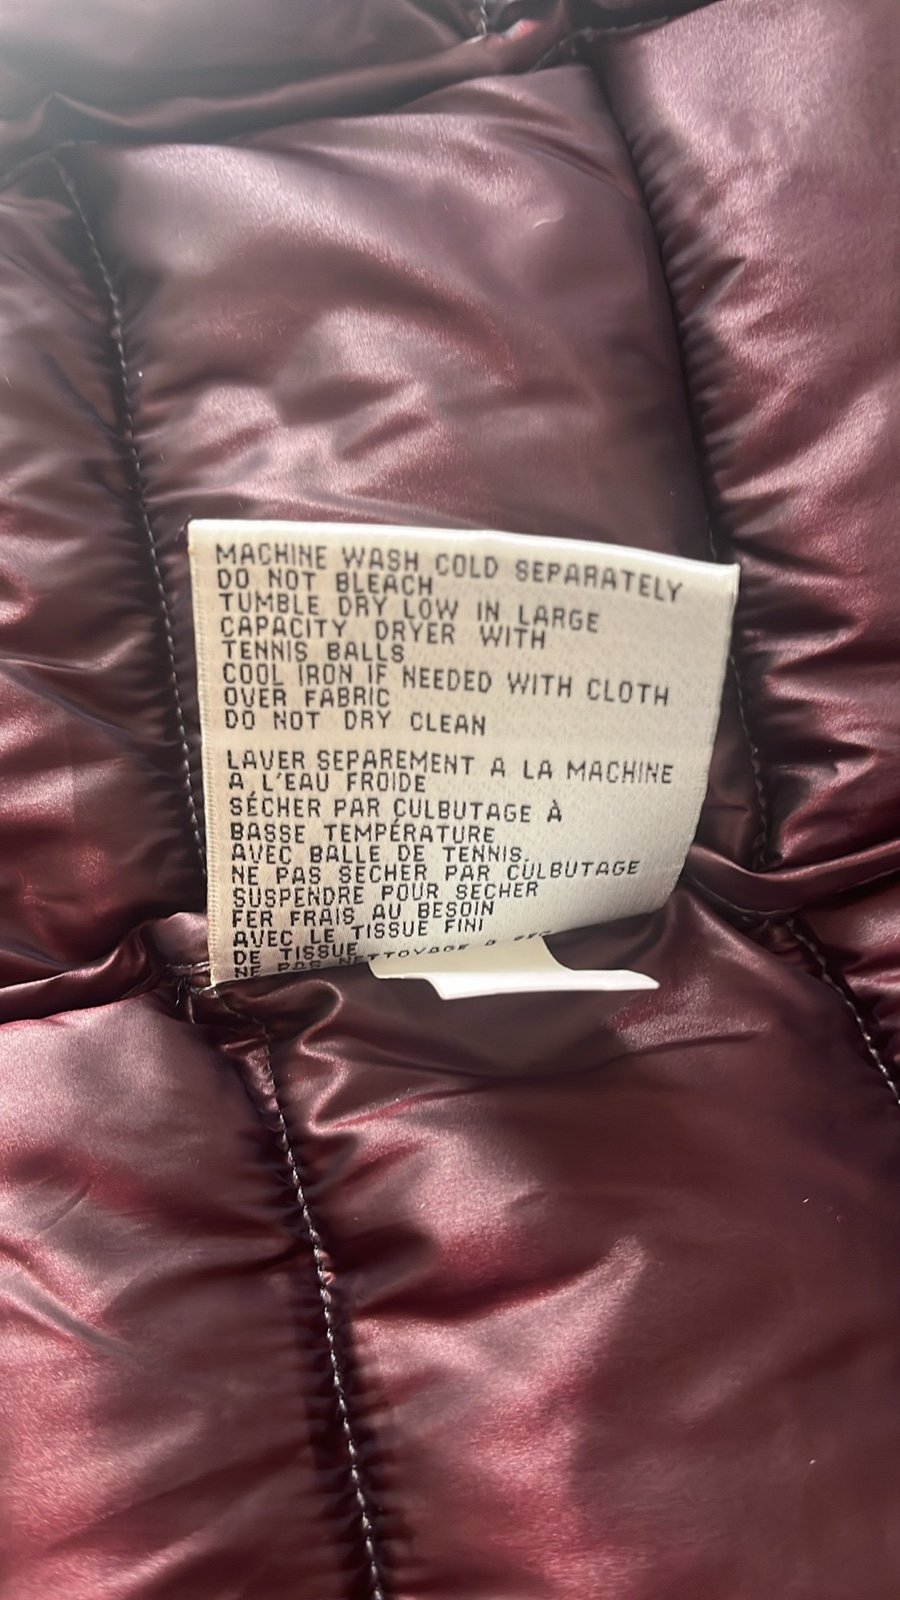 MACHINE WASH COLD SEPARATELY
DO NOT BLEACH
TUMBLE DRY LOW IN LARGE
CAPACITY DRYER WITH
TENNIS BALLS
COOL IRON IF NEEDED WITH CLOTH
OVER FABRIC
DO NOT DRY CLEAN
LAVER SEPAREMENT A LA MACHINE
A L'EAU FROIDE
SÉCHER PAR CULBUTAGE À
BASSE TEMPÉRATURE
AVEC BALLE DE TENNIS.
NE PAS SECHER PAR CULBUTAGE
SUSPENDRE POUR SECHER
FER FRAIS AU BESOIN
AVEC LE TISSUE FINI
DE TISSUE
NE PAS NETTOYAGE